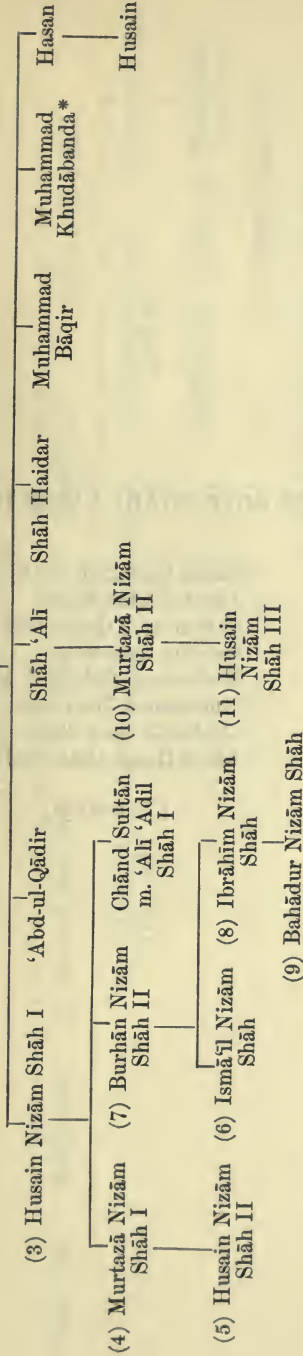 (3) Husain Nizām Shāh I
‘Abd-ul-Qādir
Shāh ‘Alī
Shāh Haidar
Muhammad
Bāqir
Muhammad
Khudābanda*
Hasan
Husain
(4) Murtazā Nizām
Shāh I
(7) Burhān Nizām
Shāh II
Chānd Sultān
m. ‘Alī ‘Ādil
Shāh I
(10) Murtazā Nizām
Shāh II
(5) Husain Nizām
Shāh II
(6) Ismā‘īl Nizām
Shāh
(8) Ibrāhīm Nizām
Shāh
(11) Husain
Nizām
Shāh III
(9) Bahādur Nizām Shāh